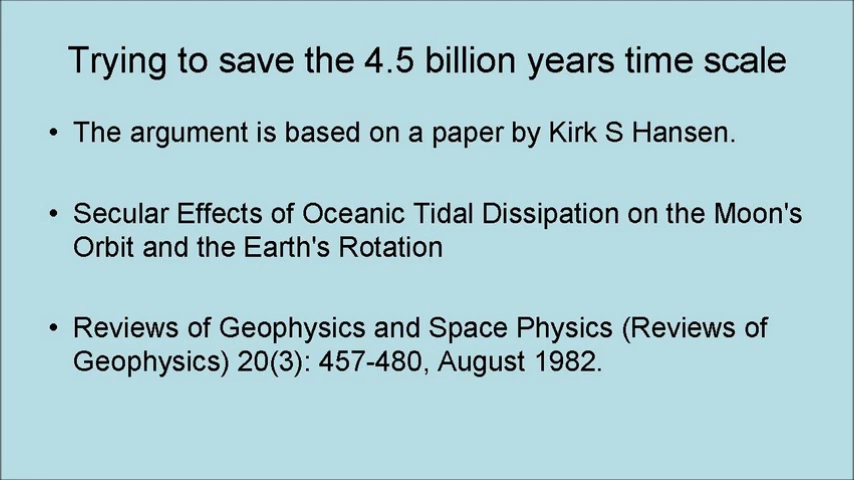 Trying to save the 4.5 billion years time scale
• The argument is based on a paper by Kirk S Hansen.
• Secular Effects of Oceanic Tidal Dissipation on the Moon's
Orbit and the Earth's Rotation
• Reviews of Geophysics and Space Physics (Reviews of
Geophysics) 20(3): 457-480, August 1982.